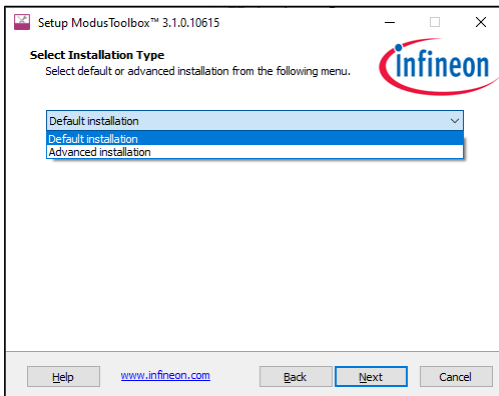 Setup ModusToolbox™ 3.1.0.10615
Select Installation Type
Select default or advanced installation from the following menu.
infineon
Default installation
Default installation
Advanced installation
Help
www.infineon.com
Back
Next
Cancel